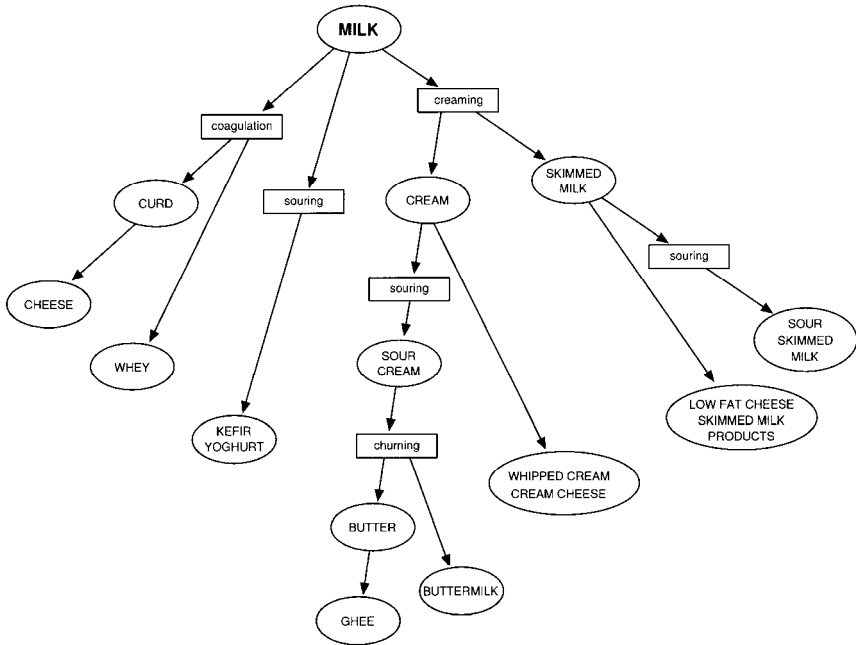 MILK
creaming
coagulation
SKIMMED
MILK
CURD
souring
CREAM
souring
souring
CHEESE
SOUR
SKIMMED
MILK
WHEY
SOUR
CREAM
LOW FAT CHEESE
SKIMMED MILK
PRODUCTS
KEFIR
YOGHURT
churning
WHIPPED CREAM
CREAM CHEESE
BUTTER
BUTTERMILK
GHEE